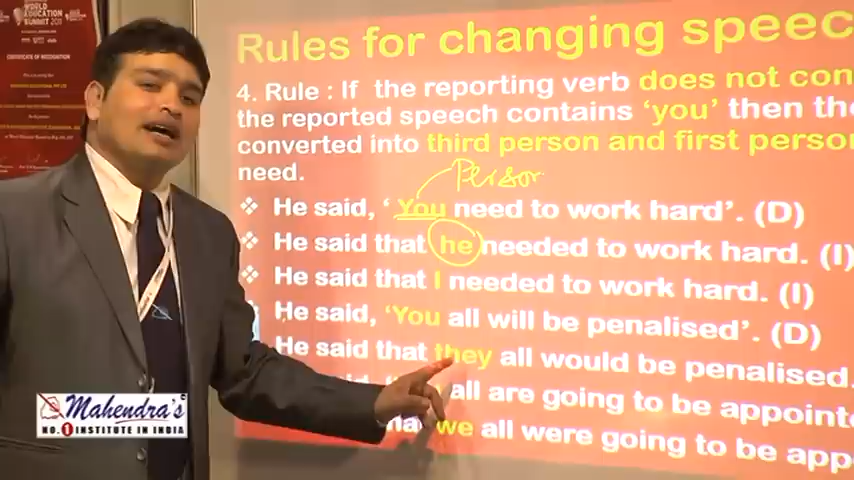 WORLD
EDUCATION
SUMMIT 2011
CERTIFICATE OF RECOGNITION
Rules for changing speec
4. Rule : If the reporting verb does not con
the reported speech contains ‘you’ then the
converted into third person and first person
need.
Person
❖ He said, ‘You need to work hard’. (D)
❖ He said that he needed to work hard. (I)
❖ He said that I needed to work hard. (I)
He said, ‘You all will be penalised’. (D)
He said that they all would be penalised.
all are going to be appointe
we all were going to be app
Mahendra's
NO. 1 INSTITUTE IN INDIA